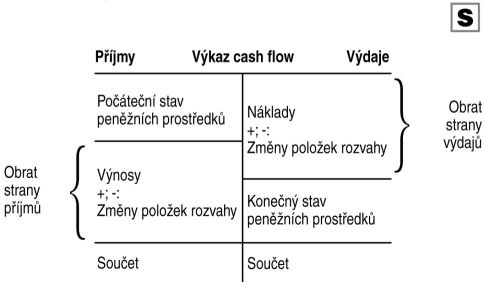 S
Příjmy Výkaz cash flow Výdaje
Počáteční stav
peněžních prostředků
Náklady
+; -:
Změny položek rozvahy
Obrat
strany
výdajů
Obrat
strany
příjmů
Výnosy
+; -:
Změny položek rozvahy
Konečný stav
peněžních prostředků
Součet
Součet